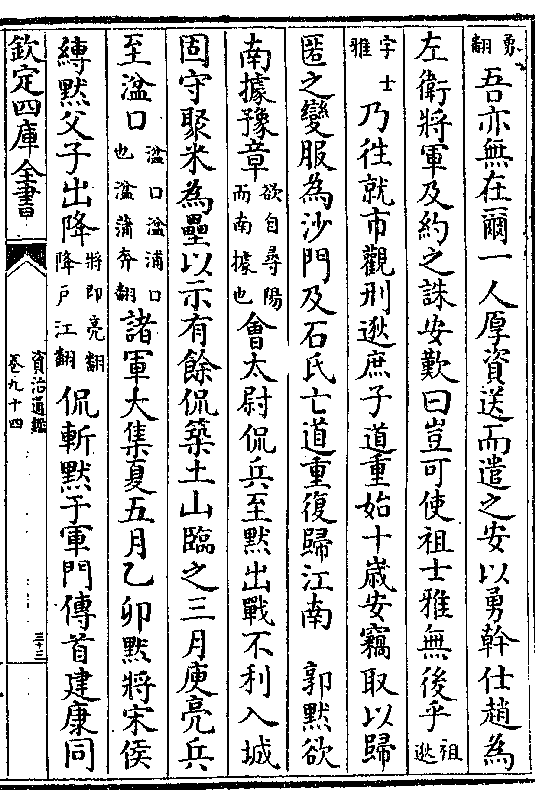 勇翻吾亦無在爾一人厚資送而遣之安以勇幹仕趙為
左衛將軍及約之誅安歎曰豈可使祖士雅無後乎祖逖
字士雅乃往就市觀刑逖庶子道重始十歲安竊取以歸
匿之變服為沙門及石氏亡道重復歸江南　郭默欲
南據豫章欲自尋陽而南據也會太尉侃兵至默出戰不利入城
固守聚米為壘以示有餘侃築土山臨之三月庾亮兵
至湓口湓口湓浦口也湓蒲奔翻諸軍大集夏五月乙卯默將宋侯
縛默父子出降將即亮翻降戶江翻侃斬默于軍門傳首建康同
欽定四庫全書
資治通鑑
卷九十四
三十三